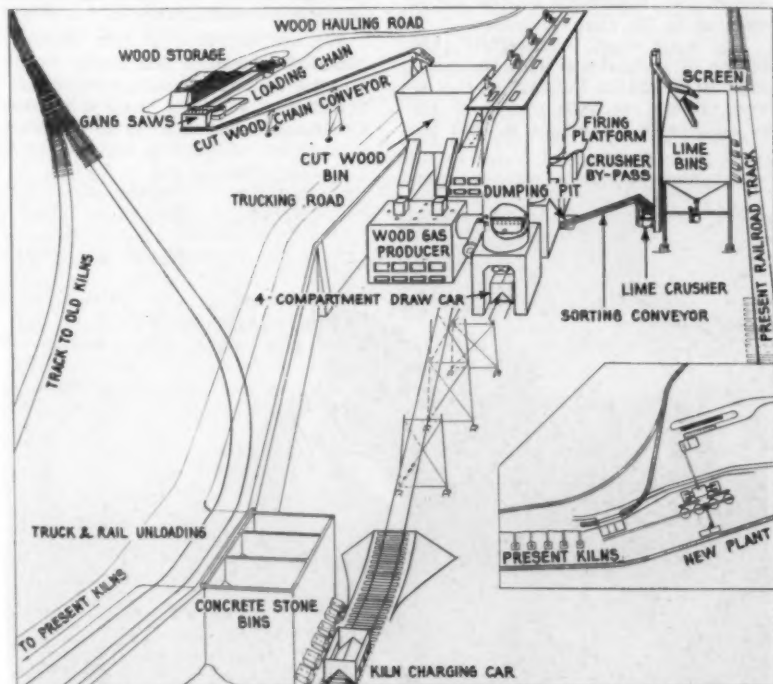 WOOD HAULING ROAD
WOOD STORAGE
LOADING CHAIN
GANG SAWS
CUT WOOD CHAIN CONVEYOR
CUT WOOD
BIN
TRUCKING ROAD
WOOD GAS
PRODUCER
4-COMPARTMENT DRAW CAR
DUMPING PIT
FIRING
PLATFORM
CRUSHER
BY-PASS
SCREEN
LIME
BINS
LIME CRUSHER
SORTING CONVEYOR
PRESENT RAILROAD TRACK
TRACK TO OLD KILNS
TRUCK & RAIL UNLOADING
TO PRESENT KILNS
CONCRETE STONE
BINS
KILN CHARGING CAR
PRESENT KILNS
NEW PLANT